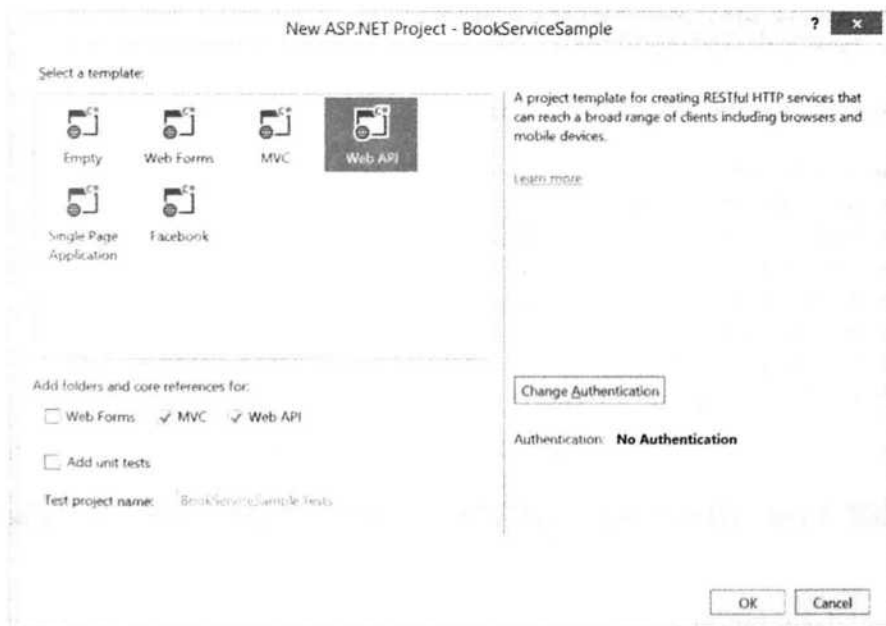 New ASP.NET Project - BookServiceSample
?
x
Select a template:
Empty
Web Forms
MVC
Web API
Single Page
Application
Facebook
A project template for creating RESTful HTTP services that
can reach a broad range of clients including browsers and
mobile devices.
Learn more
Add folders and core references for:
Web Forms
MVC
Web API
Add unit tests
Test project name:
BookServiceSample.Tests
Change Authentication
Authentication: No Authentication
OK
Cancel